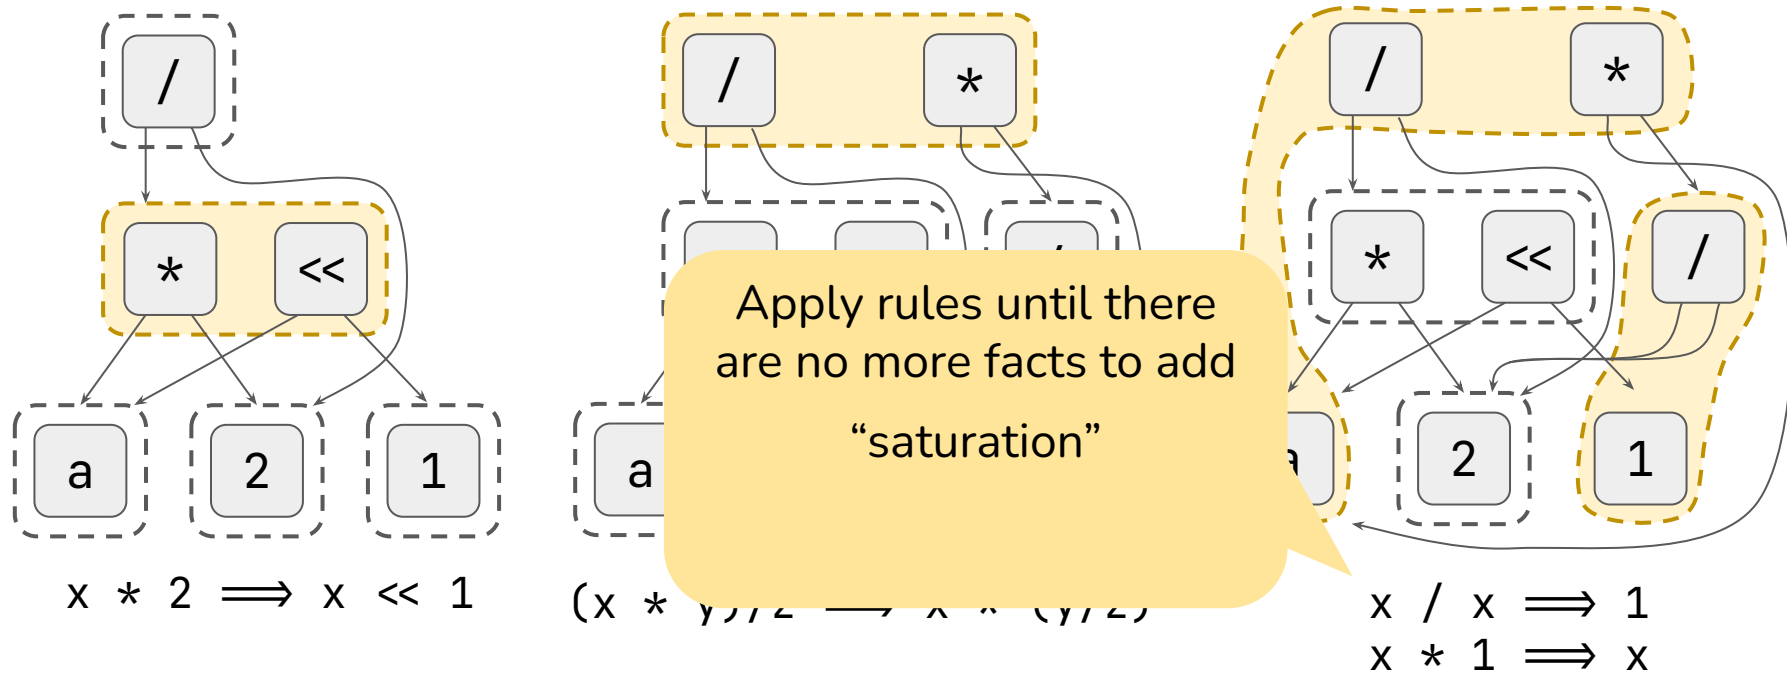 /
* <<
a 2 1
x * 2 ⟹ x << 1
/ *
a
(x * y)/z ⟹ x * (y/z)
Apply rules until there
are no more facts to add
“saturation”
/ *
* << /
a 2 1
x / x ⟹ 1
x * 1 ⟹ x